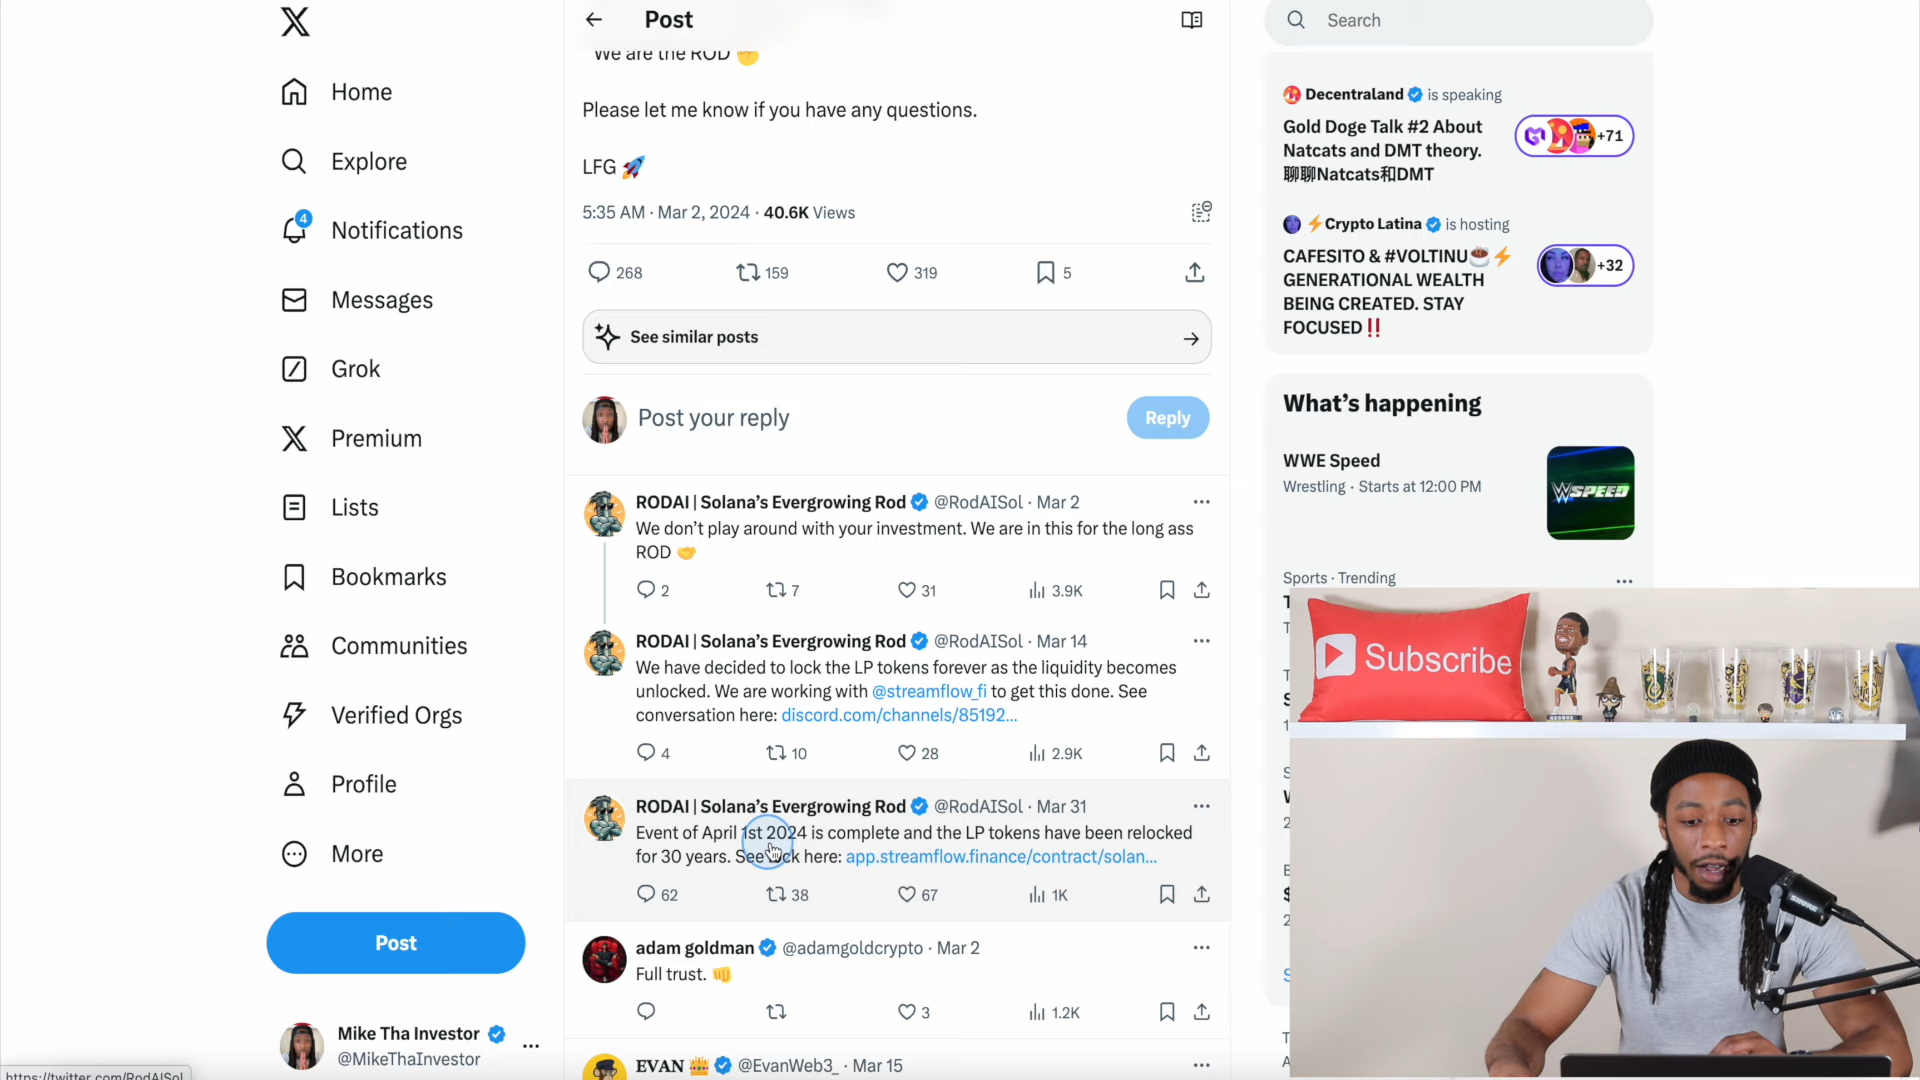 Post
Search
We are the ROD ✊
Home
Please let me know if you have any questions.
Decentraland is speaking
Gold Doge Talk #2 About
Natcats and DMT theory.
聊聊Natcats和DMT
+71
Explore
LFG 🚀
5:35 AM · Mar 2, 2024 · 40.6K Views
4
Notifications
⚡Crypto Latina is hosting
CAFESITO & #VOLTINU☕⚡
GENERATIONAL WEALTH
BEING CREATED. STAY
FOCUSED‼️
+32
268 159 319 5
Messages
See similar posts
Grok
Post your reply
Reply
What's happening
Premium
WWE Speed
Wrestling · Starts at 12:00 PM
SPEED
Lists
RODAI | Solana's Evergrowing Rod @RodAISol · Mar 2
We don't play around with your investment. We are in this for the long ass
ROD 🤝
2 7 31 3.9K
Bookmarks
Sports · Trending
Communities
RODAI | Solana's Evergrowing Rod @RodAISol · Mar 14
We have decided to lock the LP tokens forever as the liquidity becomes
unlocked. We are working with @streamflow_fi to get this done. See
conversation here: discord.com/channels/85192...
4 10 28 2.9K
Subscribe
Verified Orgs
Profile
RODAI | Solana's Evergrowing Rod @RodAISol · Mar 31
Event of April 1st 2024 is complete and the LP tokens have been relocked
for 30 years. See lock here: app.streamflow.finance/contract/solan...
62 38 67 1K
More
Post
adam goldman @adamgoldcrypto · Mar 2
Full trust. 👊
3 1.2K
Mike Tha Investor
@MikeThaInvestor
EVAN 👑 @EvanWeb3_ · Mar 15
https://twitter.com/RodAISol